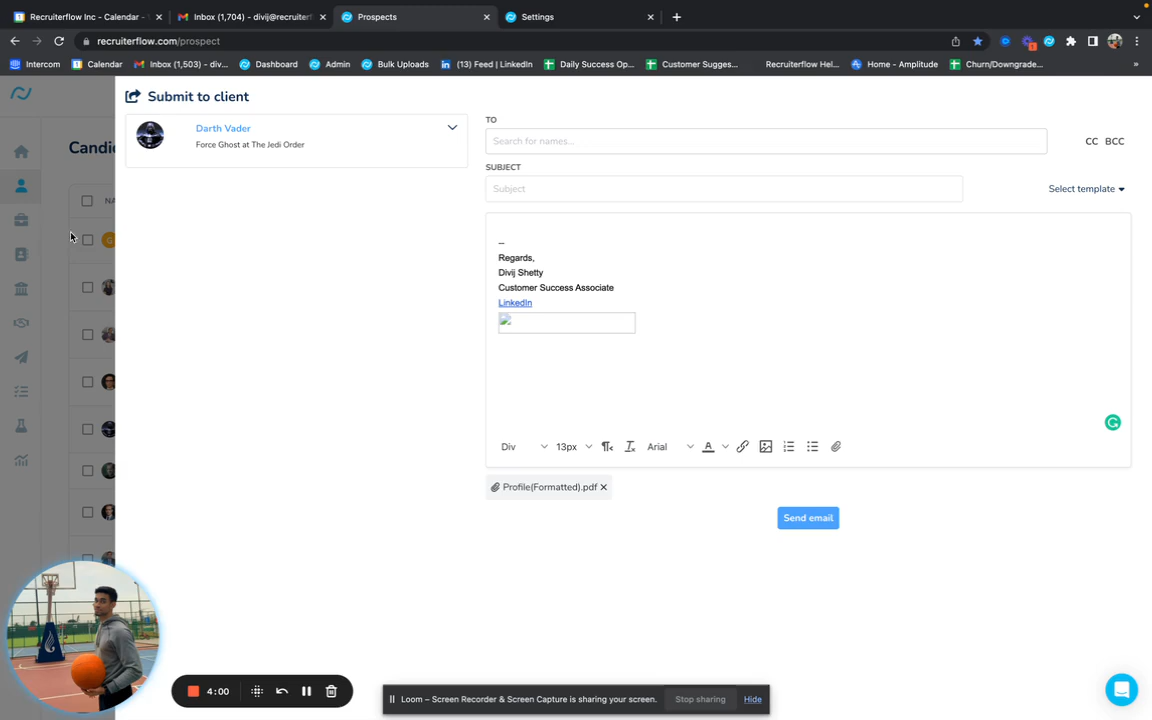 Recruiterflow Inc - Calendar -
Inbox (1,704) - divij@recruiterf
Prospects
Settings
recruiterflow.com/prospect
Intercom
Calendar
Inbox (1,503) - div...
Dashboard
Admin
Bulk Uploads
(13) Feed | LinkedIn
Daily Success Op...
Customer Sugges...
Recruiterflow Hel...
Home - Amplitude
Churn/Downgrade...
»
Submit to client
Darth Vader
Force Ghost at The Jedi Order
TO
Search for names...
CC BCC
SUBJECT
Subject
Select template
Candi
NA
G
--
Regards,
Divij Shetty
Customer Success Associate
LinkedIn
Div
13px
Arial
A
Profile(Formatted).pdf
Send email
4:00
Loom – Screen Recorder & Screen Capture is sharing your screen.
Stop sharing
Hide